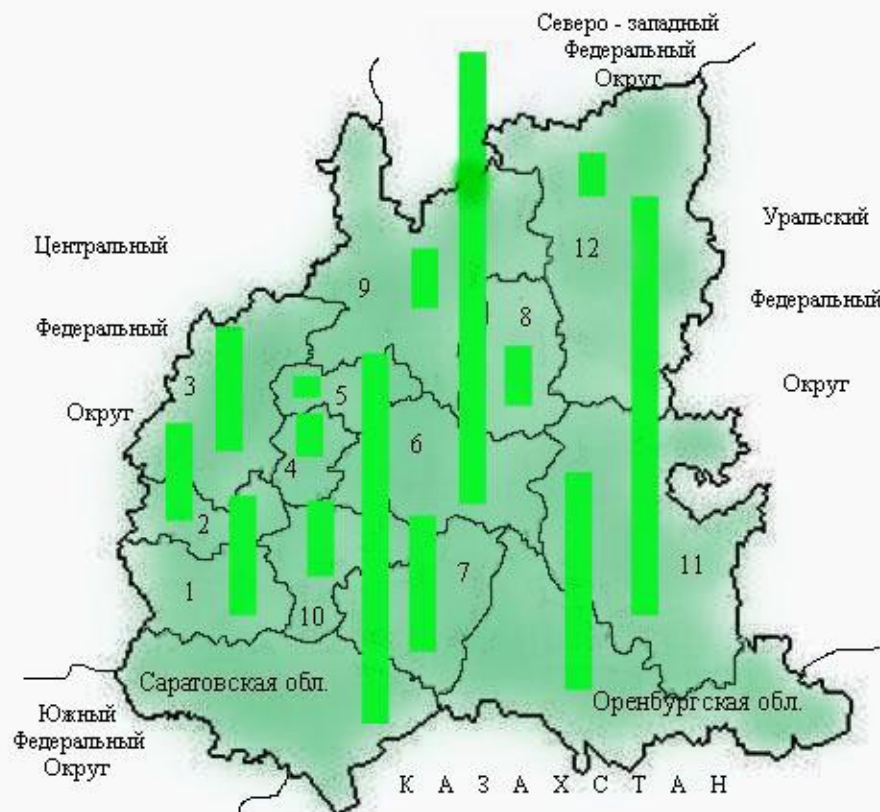 Северо - западный
Федеральный
Округ
Центральный
Федеральный
Округ
Уральский
Федеральный
Округ
12
9
8
3
5
6
4
2
7
11
1
10
Саратовская обл.
Оренбургская обл.
Южный
Федеральный
Округ
К А З А Х С Т А Н